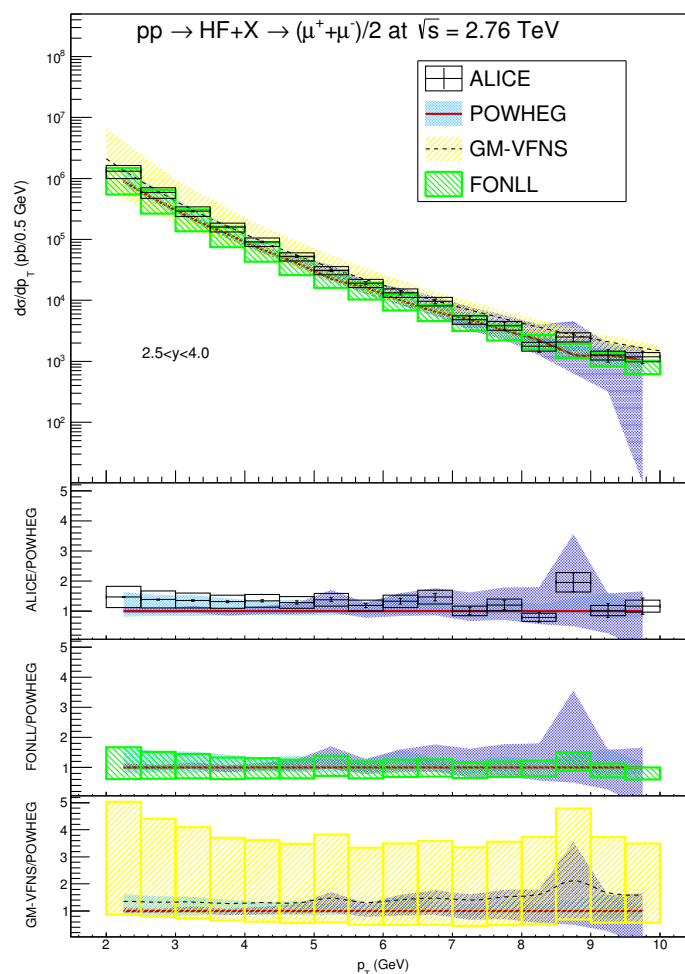 pp → HF+X → (μ⁺+μ⁻)/2 at √s = 2.76 TeV
ALICE
POWHEG
GM-VFNS
FONLL
dσ/dp_T (pb/0.5 GeV)
10⁸
10⁷
10⁶
10⁵
10⁴
10³
10²
2.5<y<4.0
ALICE/POWHEG
5
4
3
2
1
FONLL/POWHEG
5
4
3
2
1
GM-VFNS/POWHEG
5
4
3
2
1
2 3 4 5 6 7 8 9 10
p_T (GeV)